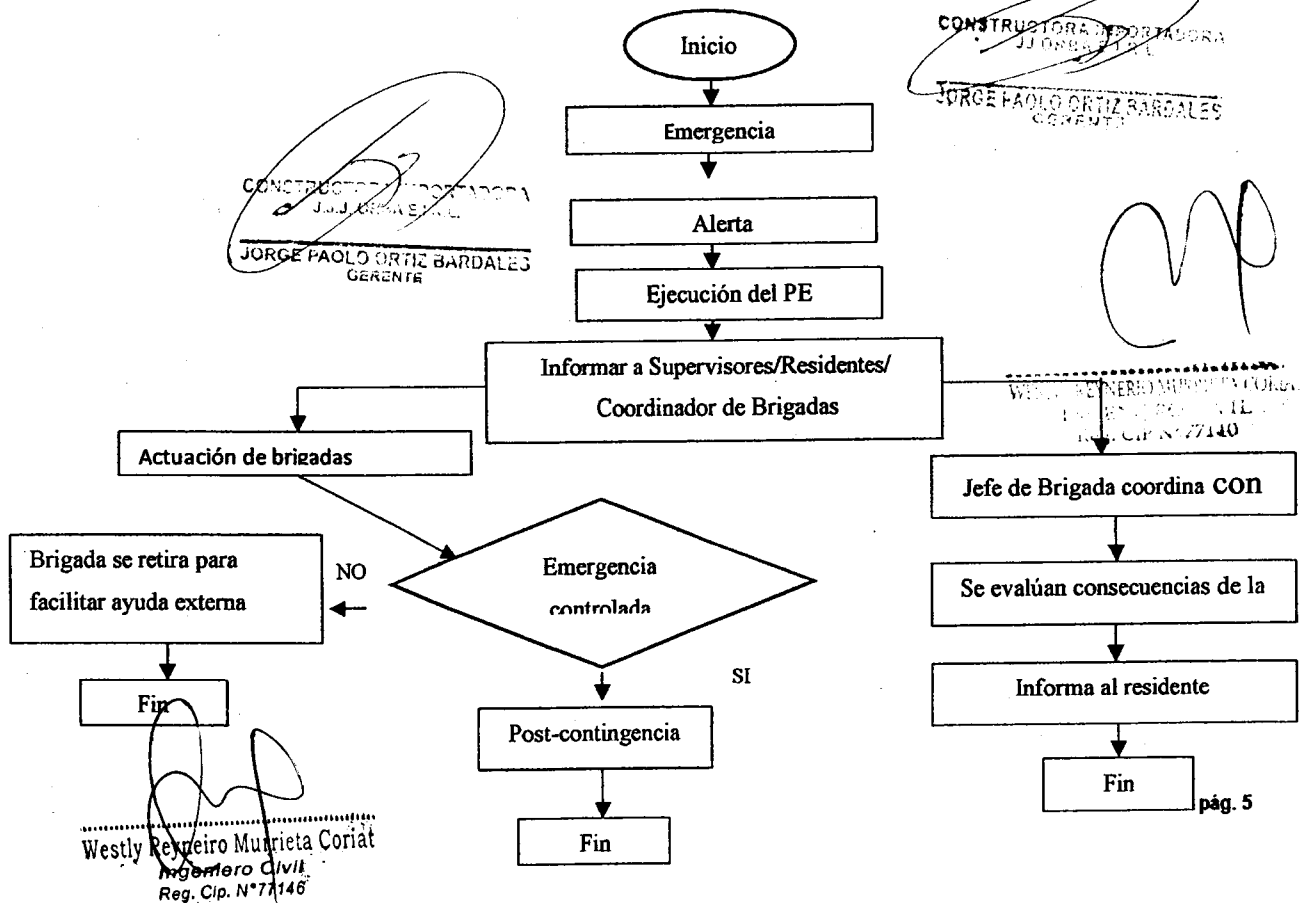 Inicio
CONSTRUCTORA IMPORTADORA
JORGE PAOLO ORTIZ BARDALES
GERENTE
Emergencia
CONSTRUCTORA IMPORTADORA
JORGE PAOLO ORTIZ BARDALES
GERENTE
Alerta
Ejecución del PE
Informar a Supervisores/Residentes/
Coordinador de Brigadas
Actuación de brigadas
Jefe de Brigada coordina con
Brigada se retira para
facilitar ayuda externa
NO
Emergencia
controlada
Se evalúan consecuencias de la
SI
Informa al residente
Fin
Post-contingencia
Fin
pág. 5
Fin
Westly Reyneiro Murrieta Coriat
Ingeniero Civil
Reg. Cip. N°77146